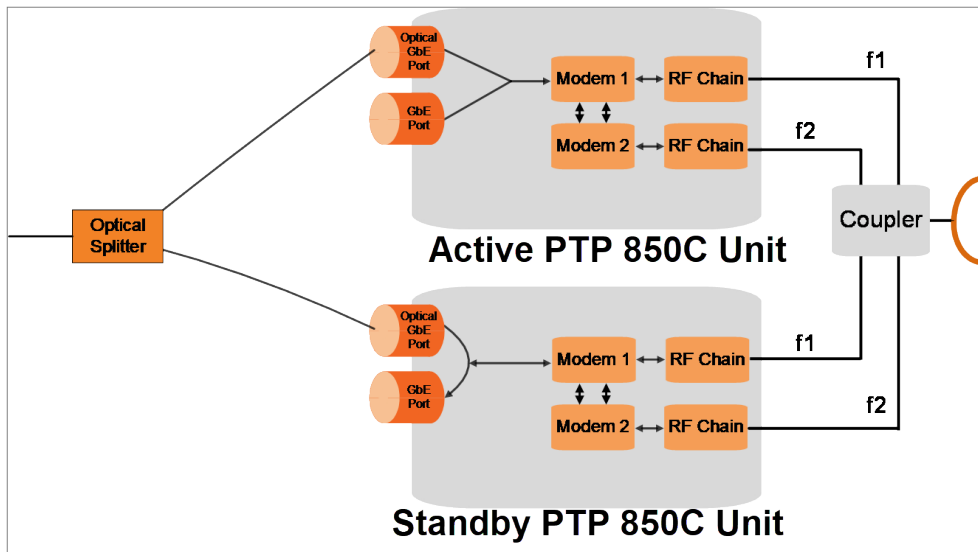 Optical
GbE
Port
GbE
Port
Modem 1
RF Chain
f1
Modem 2
RF Chain
f2
Optical
Splitter
Coupler
Active PTP 850C Unit
Optical
GbE
Port
GbE
Port
Modem 1
RF Chain
f1
Modem 2
RF Chain
f2
Standby PTP 850C Unit